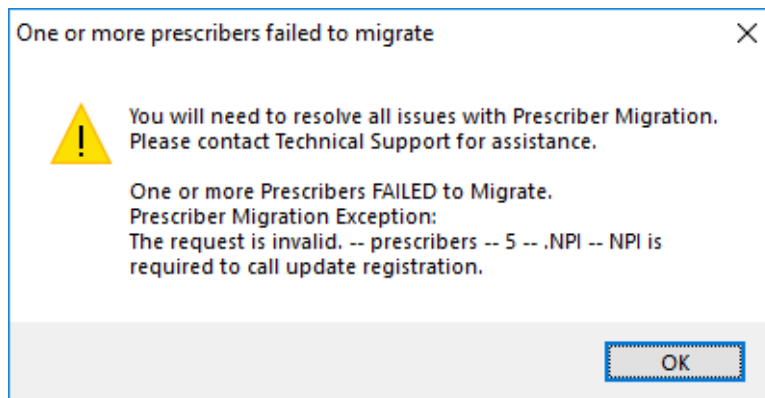 One or more prescribers failed to migrate
You will need to resolve all issues with Prescriber Migration.
Please contact Technical Support for assistance.
One or more Prescribers FAILED to Migrate.
Prescriber Migration Exception:
The request is invalid. -- prescribers -- 5 -- .NPI -- NPI is
required to call update registration.
OK